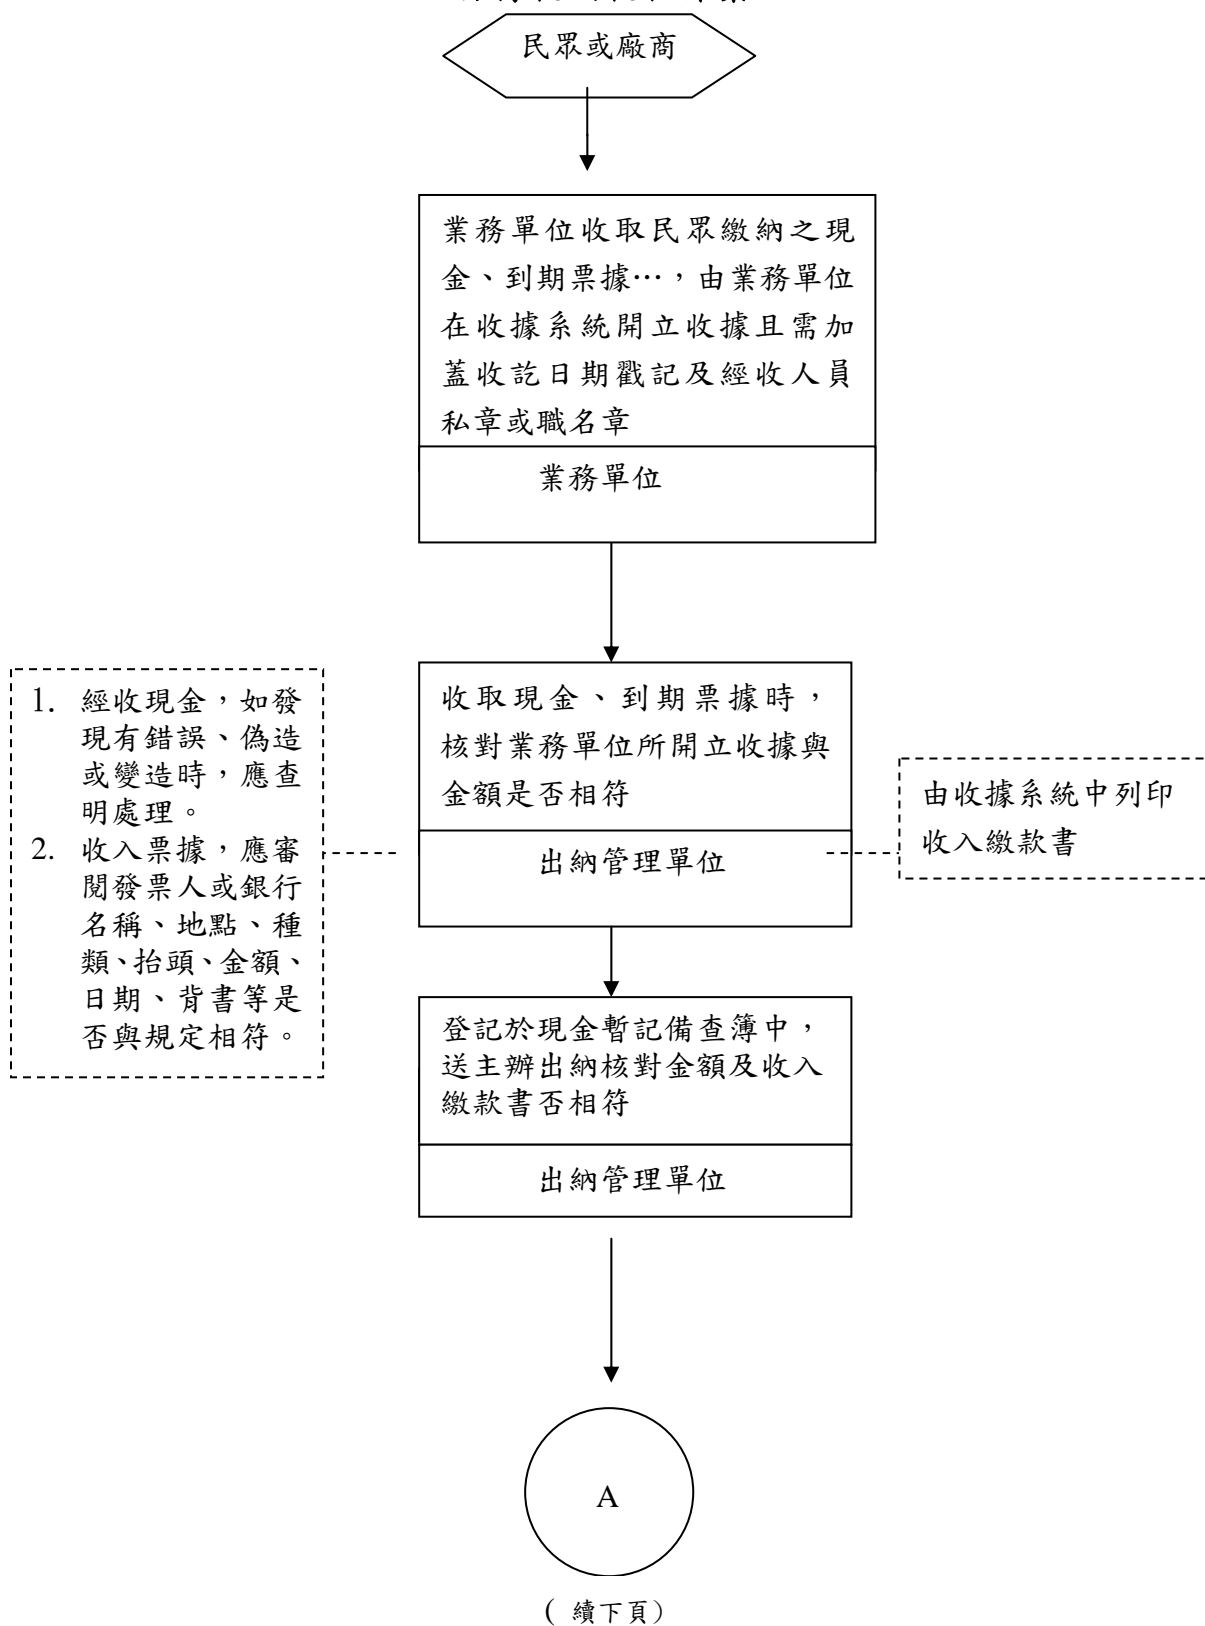 民眾或廠商
業務單位收取民眾繳納之現
金、到期票據…，由業務單位
在收據系統開立收據且需加
蓋收訖日期戳記及經收人員
私章或職名章
業務單位
收取現金、到期票據時，
核對業務單位所開立收據與
金額是否相符
出納管理單位
1. 經收現金，如發
現有錯誤、偽造
或變造時，應查
明處理。
2. 收入票據，應審
閱發票人或銀行
名稱、地點、種
類、抬頭、金額、
日期、背書等是
否與規定相符。
由收據系統中列印
收入繳款書
登記於現金暫記備查簿中，
送主辦出納核對金額及收入
繳款書否相符
出納管理單位
A
( 續下頁)